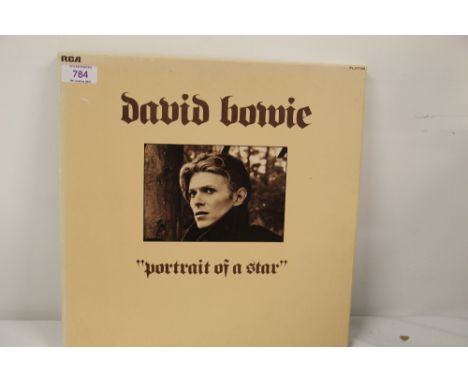 RCA
784
david bowie
"portrait of a star"